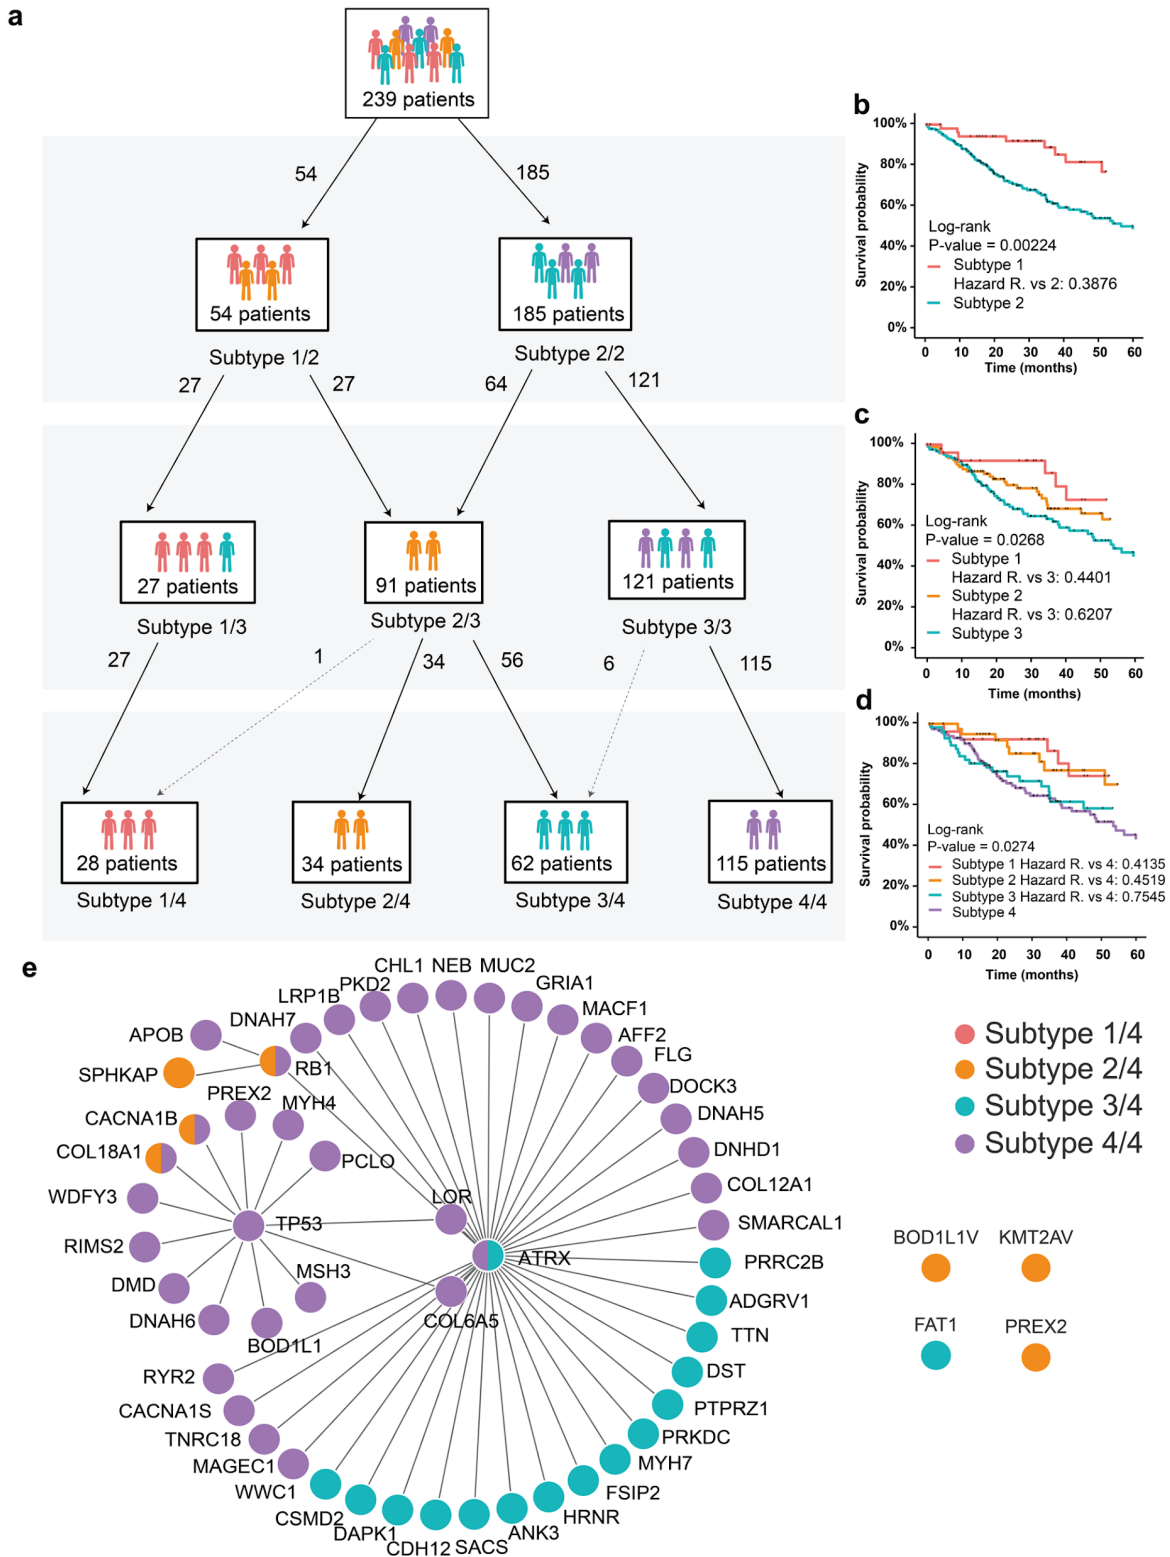 a
239 patients
54
185
54 patients
185 patients
Subtype 1/2
Subtype 2/2
27
27
64
121
27 patients
91 patients
121 patients
Subtype 1/3
Subtype 2/3
Subtype 3/3
27
1
34
56
6
115
28 patients
34 patients
62 patients
115 patients
Subtype 1/4
Subtype 2/4
Subtype 3/4
Subtype 4/4
b
Survival probability
100%
80%
60%
40%
20%
0%
Log-rank
P-value = 0.00224
Subtype 1
Hazard R. vs 2: 0.3876
Subtype 2
0 10 20 30 40 50 60
Time (months)
c
Survival probability
100%
80%
60%
40%
20%
0%
Log-rank
P-value = 0.0268
Subtype 1
Hazard R. vs 3: 0.4401
Subtype 2
Hazard R. vs 3: 0.6207
Subtype 3
0 10 20 30 40 50 60
Time (months)
d
Survival probability
100%
80%
60%
40%
20%
0%
Log-rank
P-value = 0.0274
Subtype 1 Hazard R. vs 4: 0.4135
Subtype 2 Hazard R. vs 4: 0.4519
Subtype 3 Hazard R. vs 4: 0.7545
Subtype 4
0 10 20 30 40 50 60
Time (months)
e
CHL1 NEB MUC2
PKD2
GRIA1
LRP1B
MACF1
DNAH7
APOB
AFF2
FLG
RB1
SPHKAP
DOCK3
PREX2
MYH4
DNAH5
CACNA1B
COL18A1
PCLO
DNHD1
COL12A1
WDFY3
LOR
TP53
SMARCAL1
RIMS2
ATRX
PRRC2B
MSH3
DMD
ADGRV1
DNAH6
COL6A5
TTN
BOD1L1
RYR2
DST
CACNA1S
PTPRZ1
TNRC18
PRKDC
MAGEC1
MYH7
WWC1
FSIP2
CSMD2
HRNR
DAPK1
ANK3
CDH12 SACS
Subtype 1/4
Subtype 2/4
Subtype 3/4
Subtype 4/4
BOD1L1V
KMT2AV
FAT1
PREX2